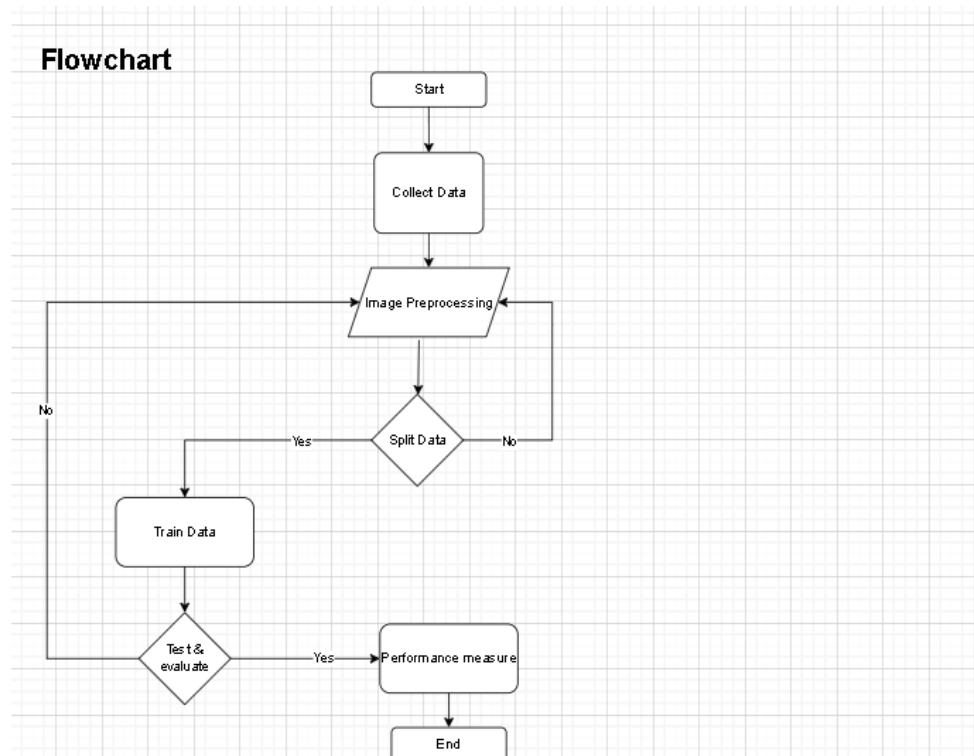 Flowchart
Start
Collect Data
Image Preprocessing
No
Yes
Split Data
No
Train Data
Test &
evaluate
Yes
Performance measure
End